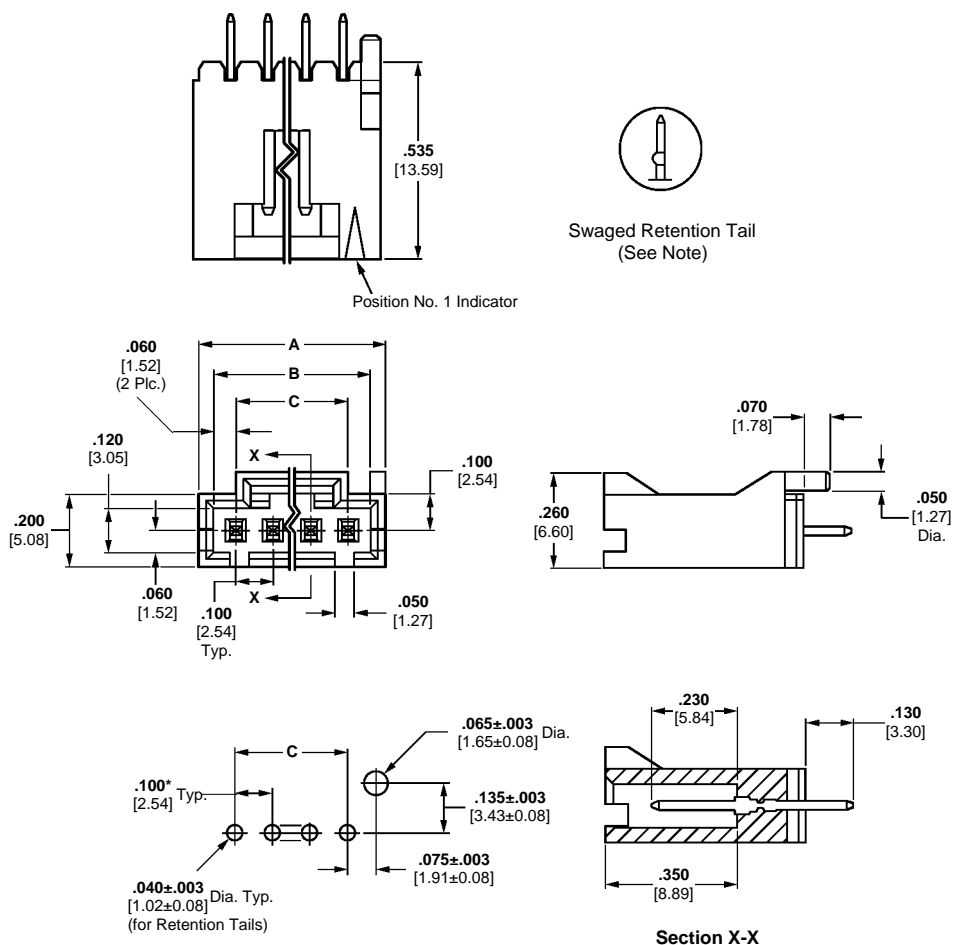 .535
[13.59]
Swaged Retention Tail
(See Note)
Position No. 1 Indicator
.060
[1.52]
(2 Plc.)
A
B
C
X
.120
[3.05]
.100
[2.54]
.200
[5.08]
.060
[1.52]
.100
[2.54]
Typ.
X
.050
[1.27]
.070
[1.78]
.260
[6.60]
.050
[1.27]
Dia.
C
.065±.003
[1.65±0.08] Dia.
.100*
[2.54] Typ.
.135±.003
[3.43±0.08]
.075±.003
[1.91±0.08]
.040±.003
[1.02±0.08] Dia. Typ.
(for Retention Tails)
.230
[5.84]
.130
[3.30]
.350
[8.89]
Section X-X